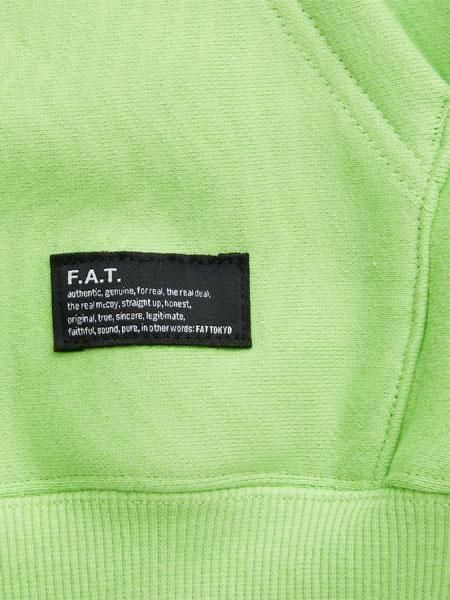 F.A.T.
authentic, genuine, for real, the real deal,
the real mccoy, straight up, honest,
original, true, sincere, legitimate,
faithful, sound, pure, in other words: FAT TOKYO